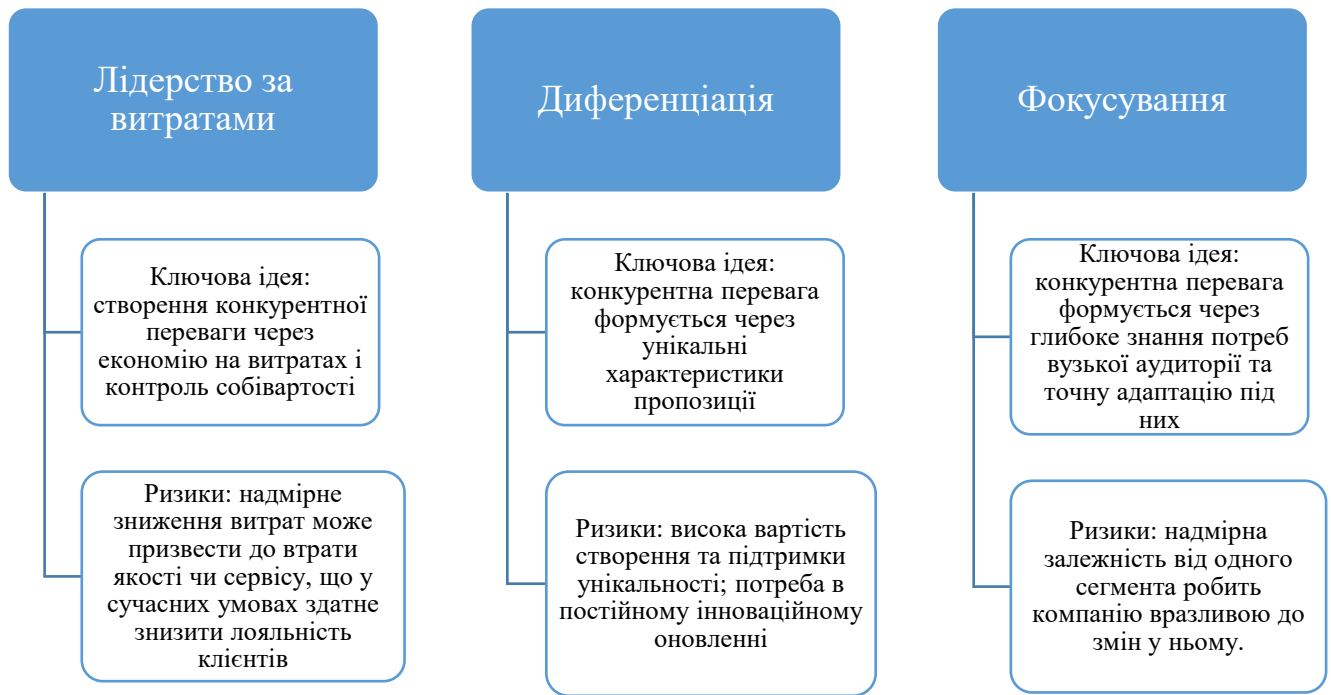 Лідерство за
витратами
Ключова ідея:
створення конкурентної
переваги через
економію на витратах і
контроль собівартості
Ризики: надмірне
зниження витрат може
призвести до втрати
якості чи сервісу, що у
сучасних умовах здатне
знизити лояльність
клієнтів
Диференціація
Ключова ідея:
конкурентна перевага
формується через
унікальні
характеристики
пропозиції
Ризики: висока вартість
створення та підтримки
унікальності; потреба в
постійному інноваційному
оновленні
Фокусування
Ключова ідея:
конкурентна перевага
формується через
глибоке знання потреб
вузької аудиторії та
точну адаптацію під
них
Ризики: надмірна
залежність від одного
сегмента робить
компанію вразливою до
змін у ньому.